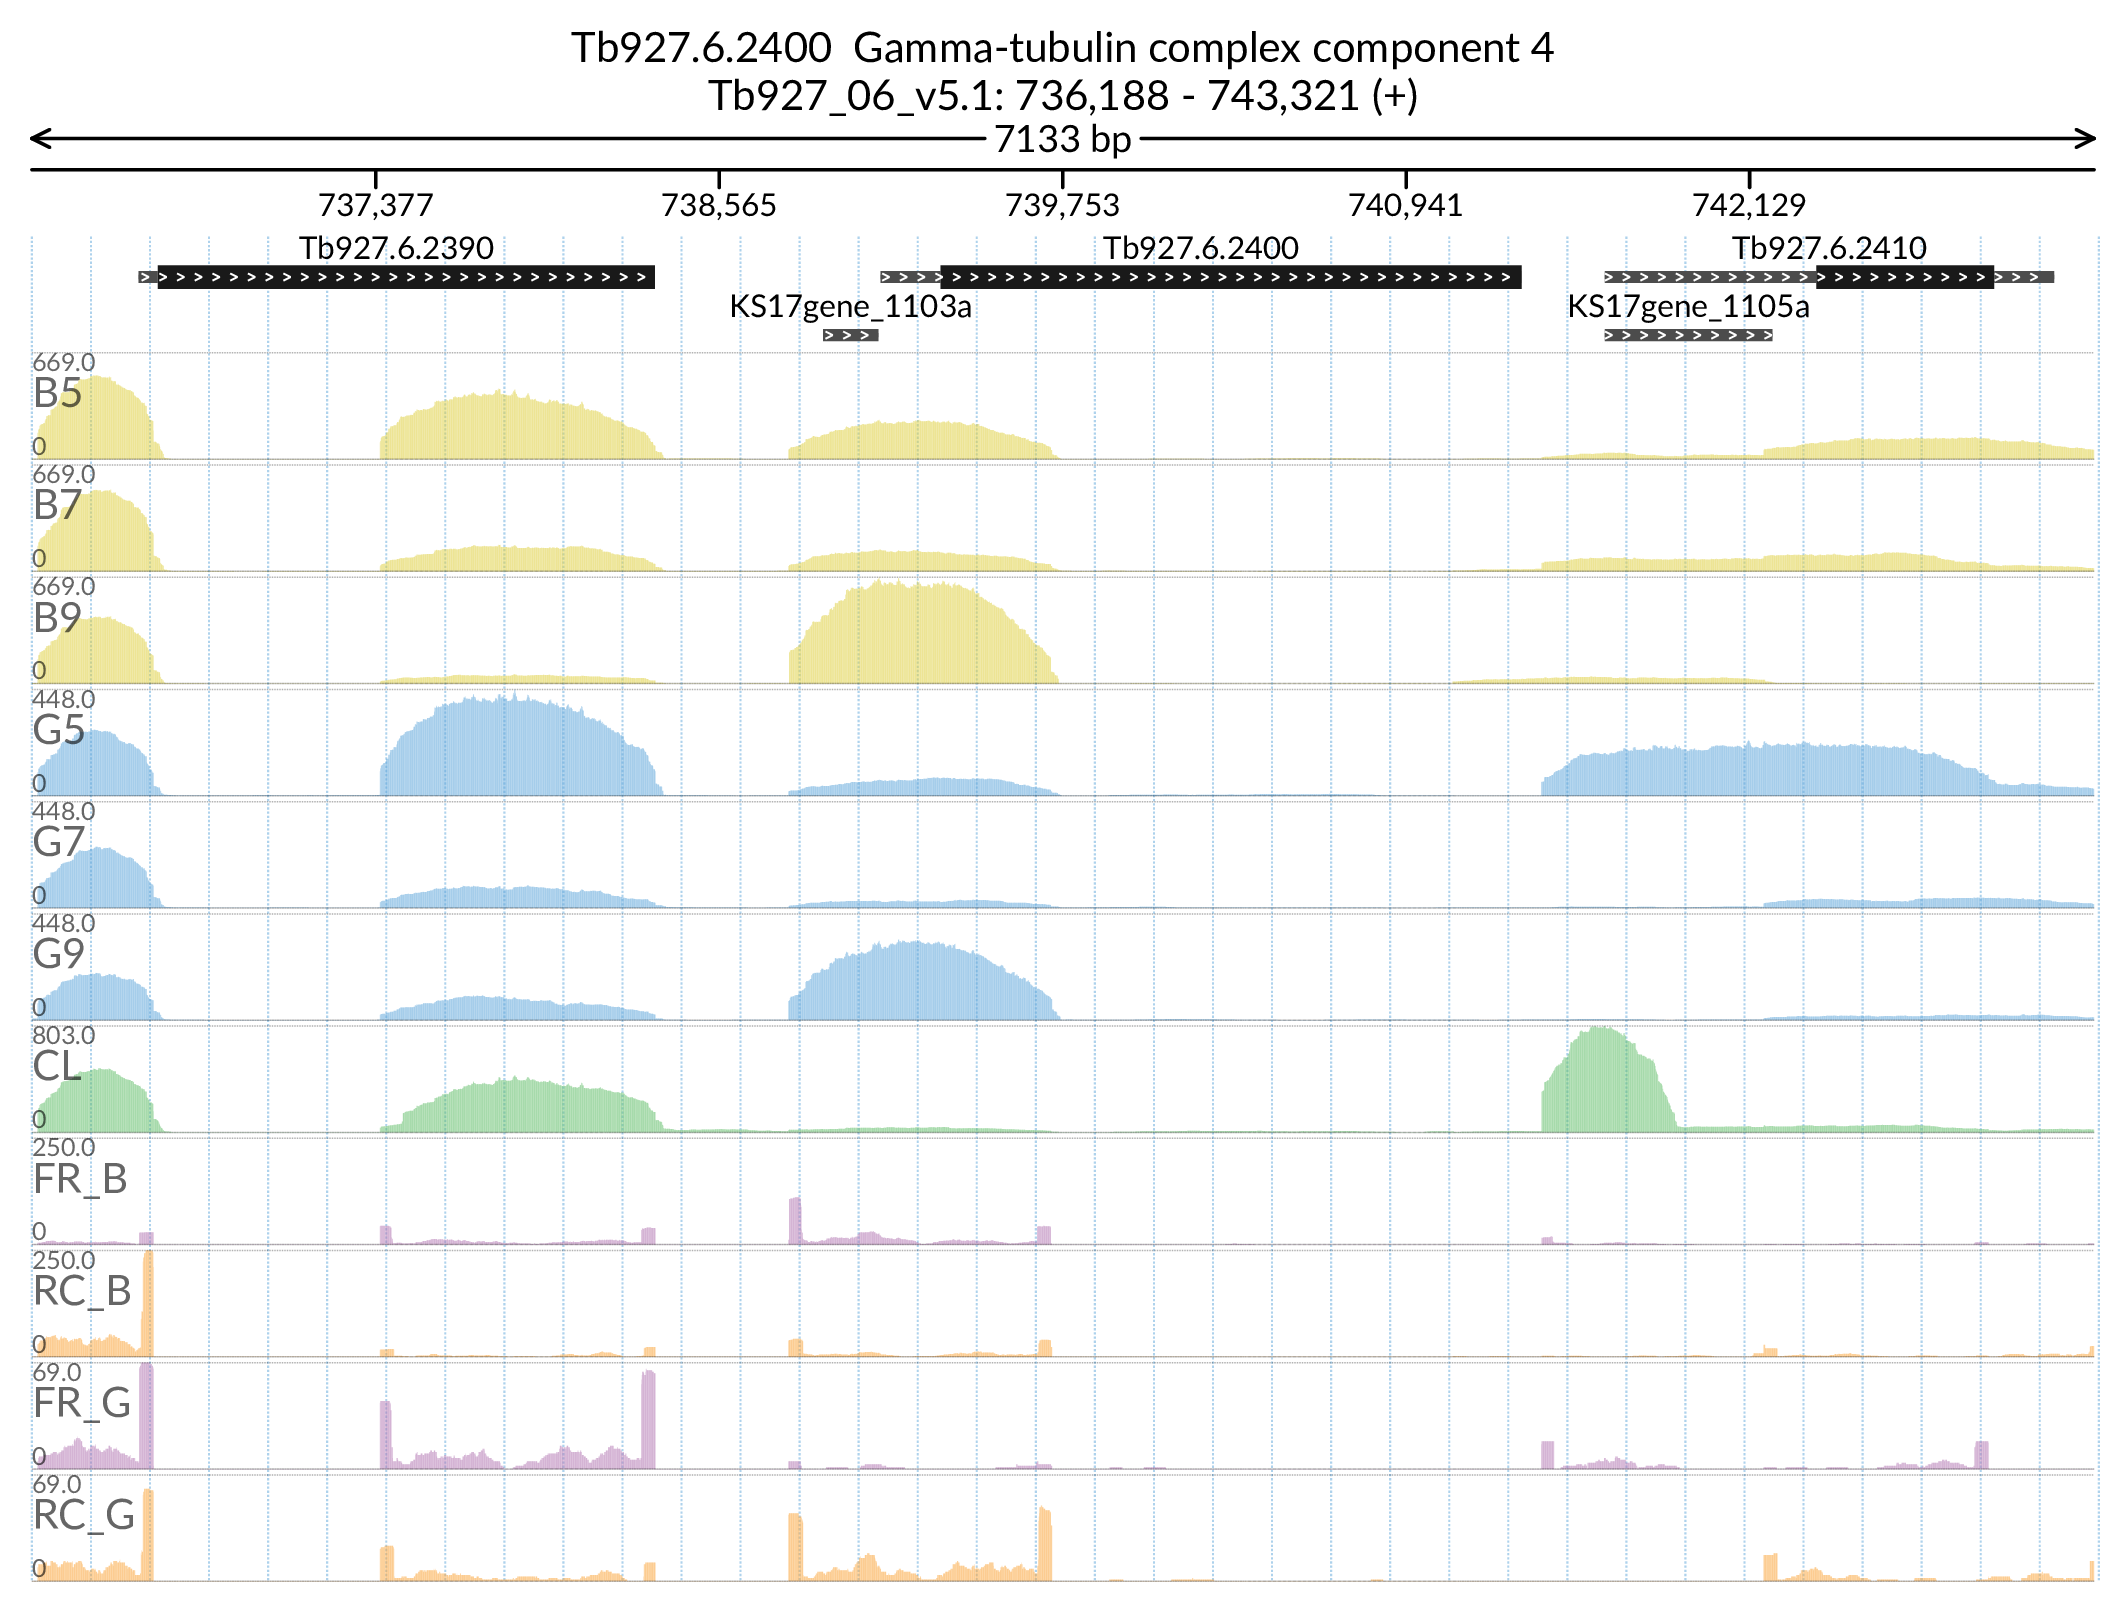 Tb927.6.2400  Gamma-tubulin complex component 4
Tb927_06_v5.1: 736,188 - 743,321 (+)
7133 bp
737,377 738,565 739,753 740,941 742,129
Tb927.6.2390 Tb927.6.2400 Tb927.6.2410
KS17gene_1103a KS17gene_1105a
669.0
B5
0
669.0
B7
0
669.0
B9
0
448.0
G5
0
448.0
G7
0
448.0
G9
0
803.0
CL
0
250.0
FR_B
0
250.0
RC_B
0
69.0
FR_G
0
69.0
RC_G
0